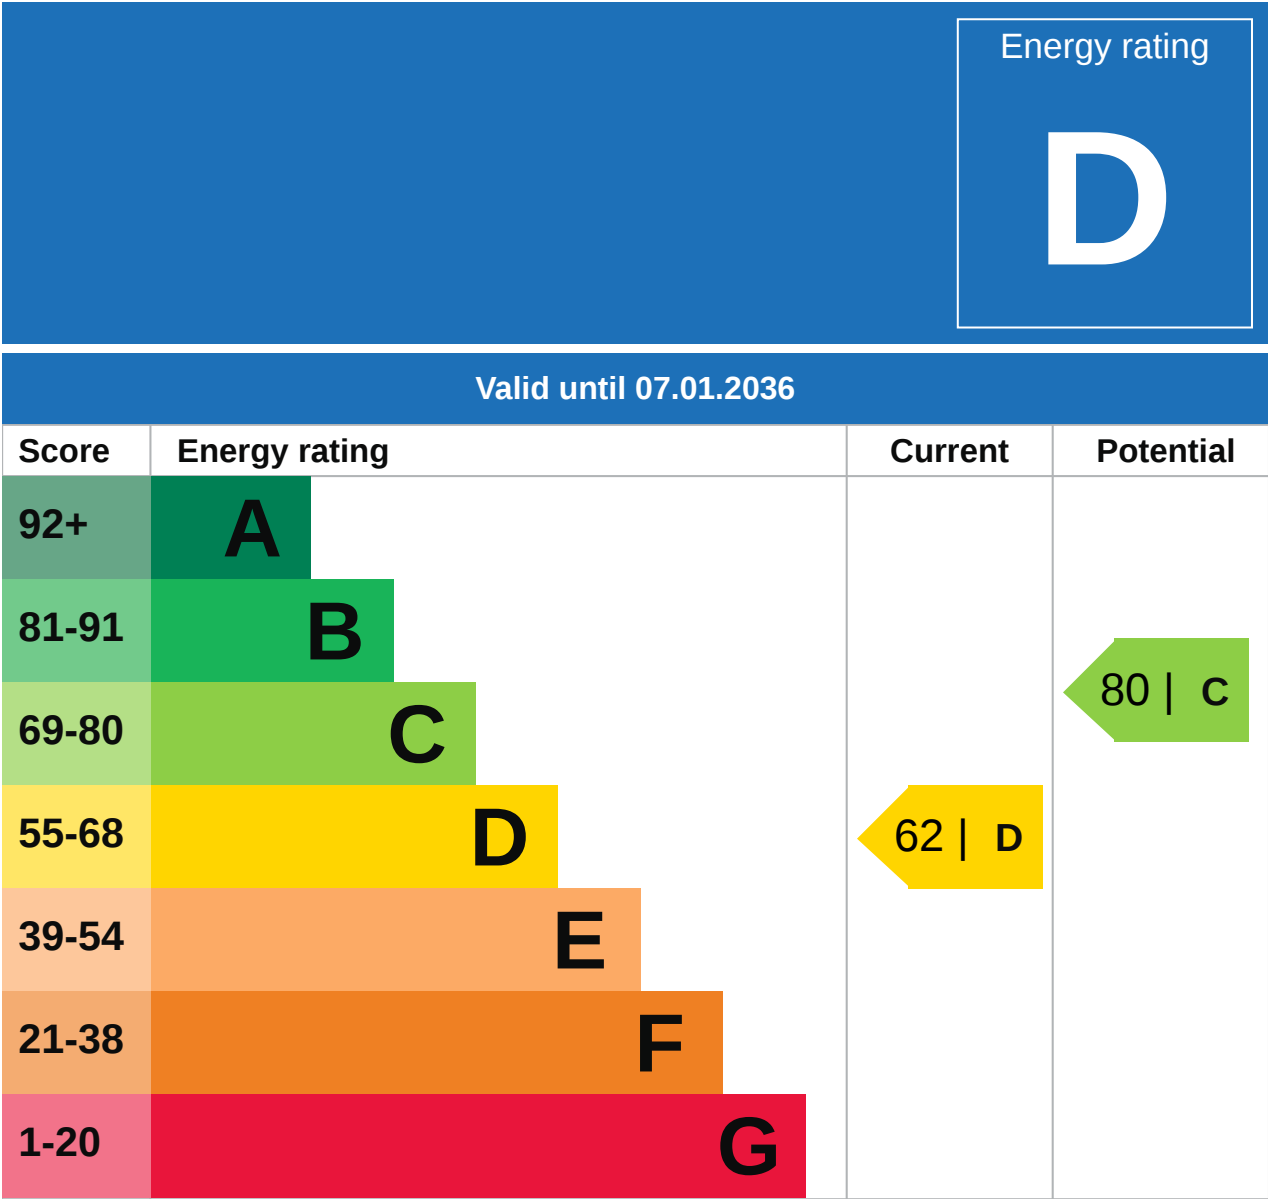 Energy rating
D
Valid until 07.01.2036
Score Energy rating Current Potential
92+ A
81-91 B
69-80 C
80 | C
55-68 D
62 | D
39-54 E
21-38 F
1-20 G